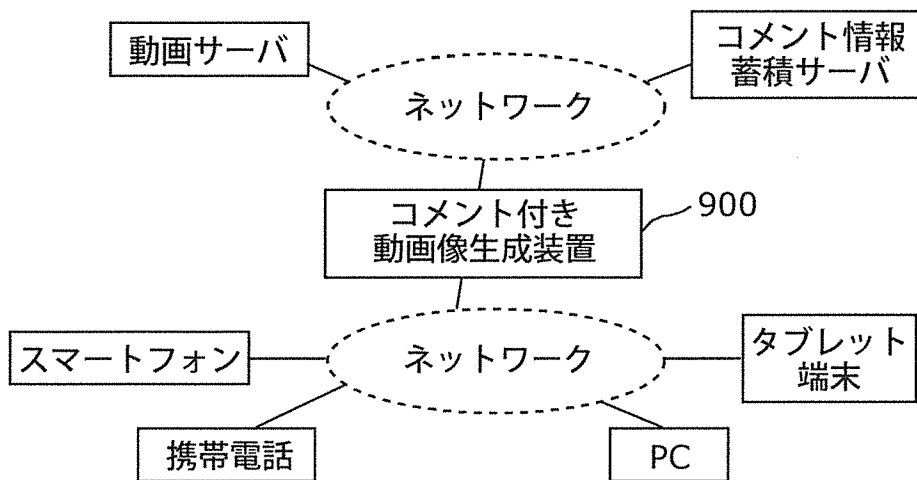 動画サーバ
コメント情報
蓄積サーバ
ネットワーク
コメント付き
動画像生成装置
900
スマートフォン
ネットワーク
タブレット
端末
携帯電話
PC